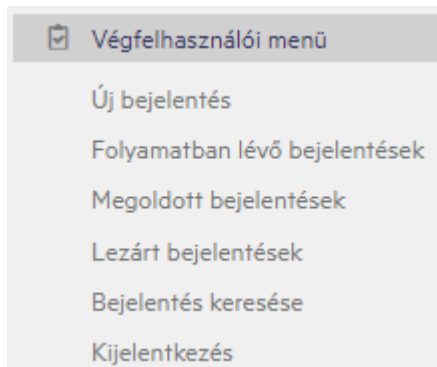 Végfelhasználói menü
Új bejelentés
Folyamatban lévő bejelentések
Megoldott bejelentések
Lezárt bejelentések
Bejelentés keresése
Kijelentkezés